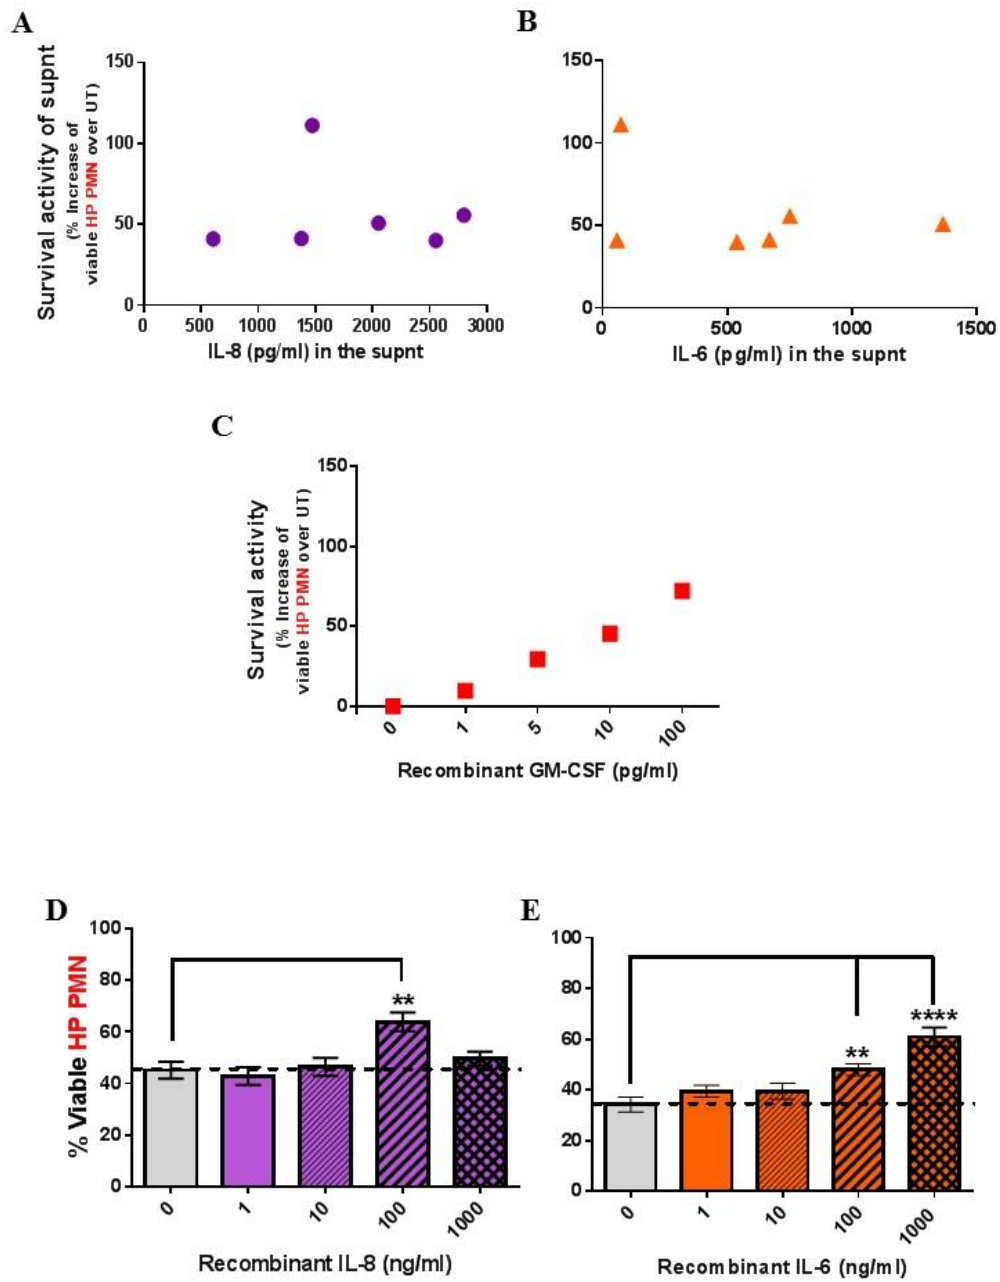 A
B
Survival activity of supnt
(% Increase of
viable HP PMN over UT)
150
100
50
0
0 500 1000 1500 2000 2500 3000
IL-8 (pg/ml) in the supnt
150
100
50
0
0 500 1000 1500
IL-6 (pg/ml) in the supnt
C
Survival activity
(% Increase of
viable HP PMN over UT)
150
100
50
0
0 1 5 10 100
Recombinant GM-CSF (pg/ml)
D
% Viable HP PMN
100
80
60
40
20
0
**
0 1 10 100 1000
Recombinant IL-8 (ng/ml)
E
100
80
60
40
20
0
**
****
0 1 10 100 1000
Recombinant IL-6 (ng/ml)